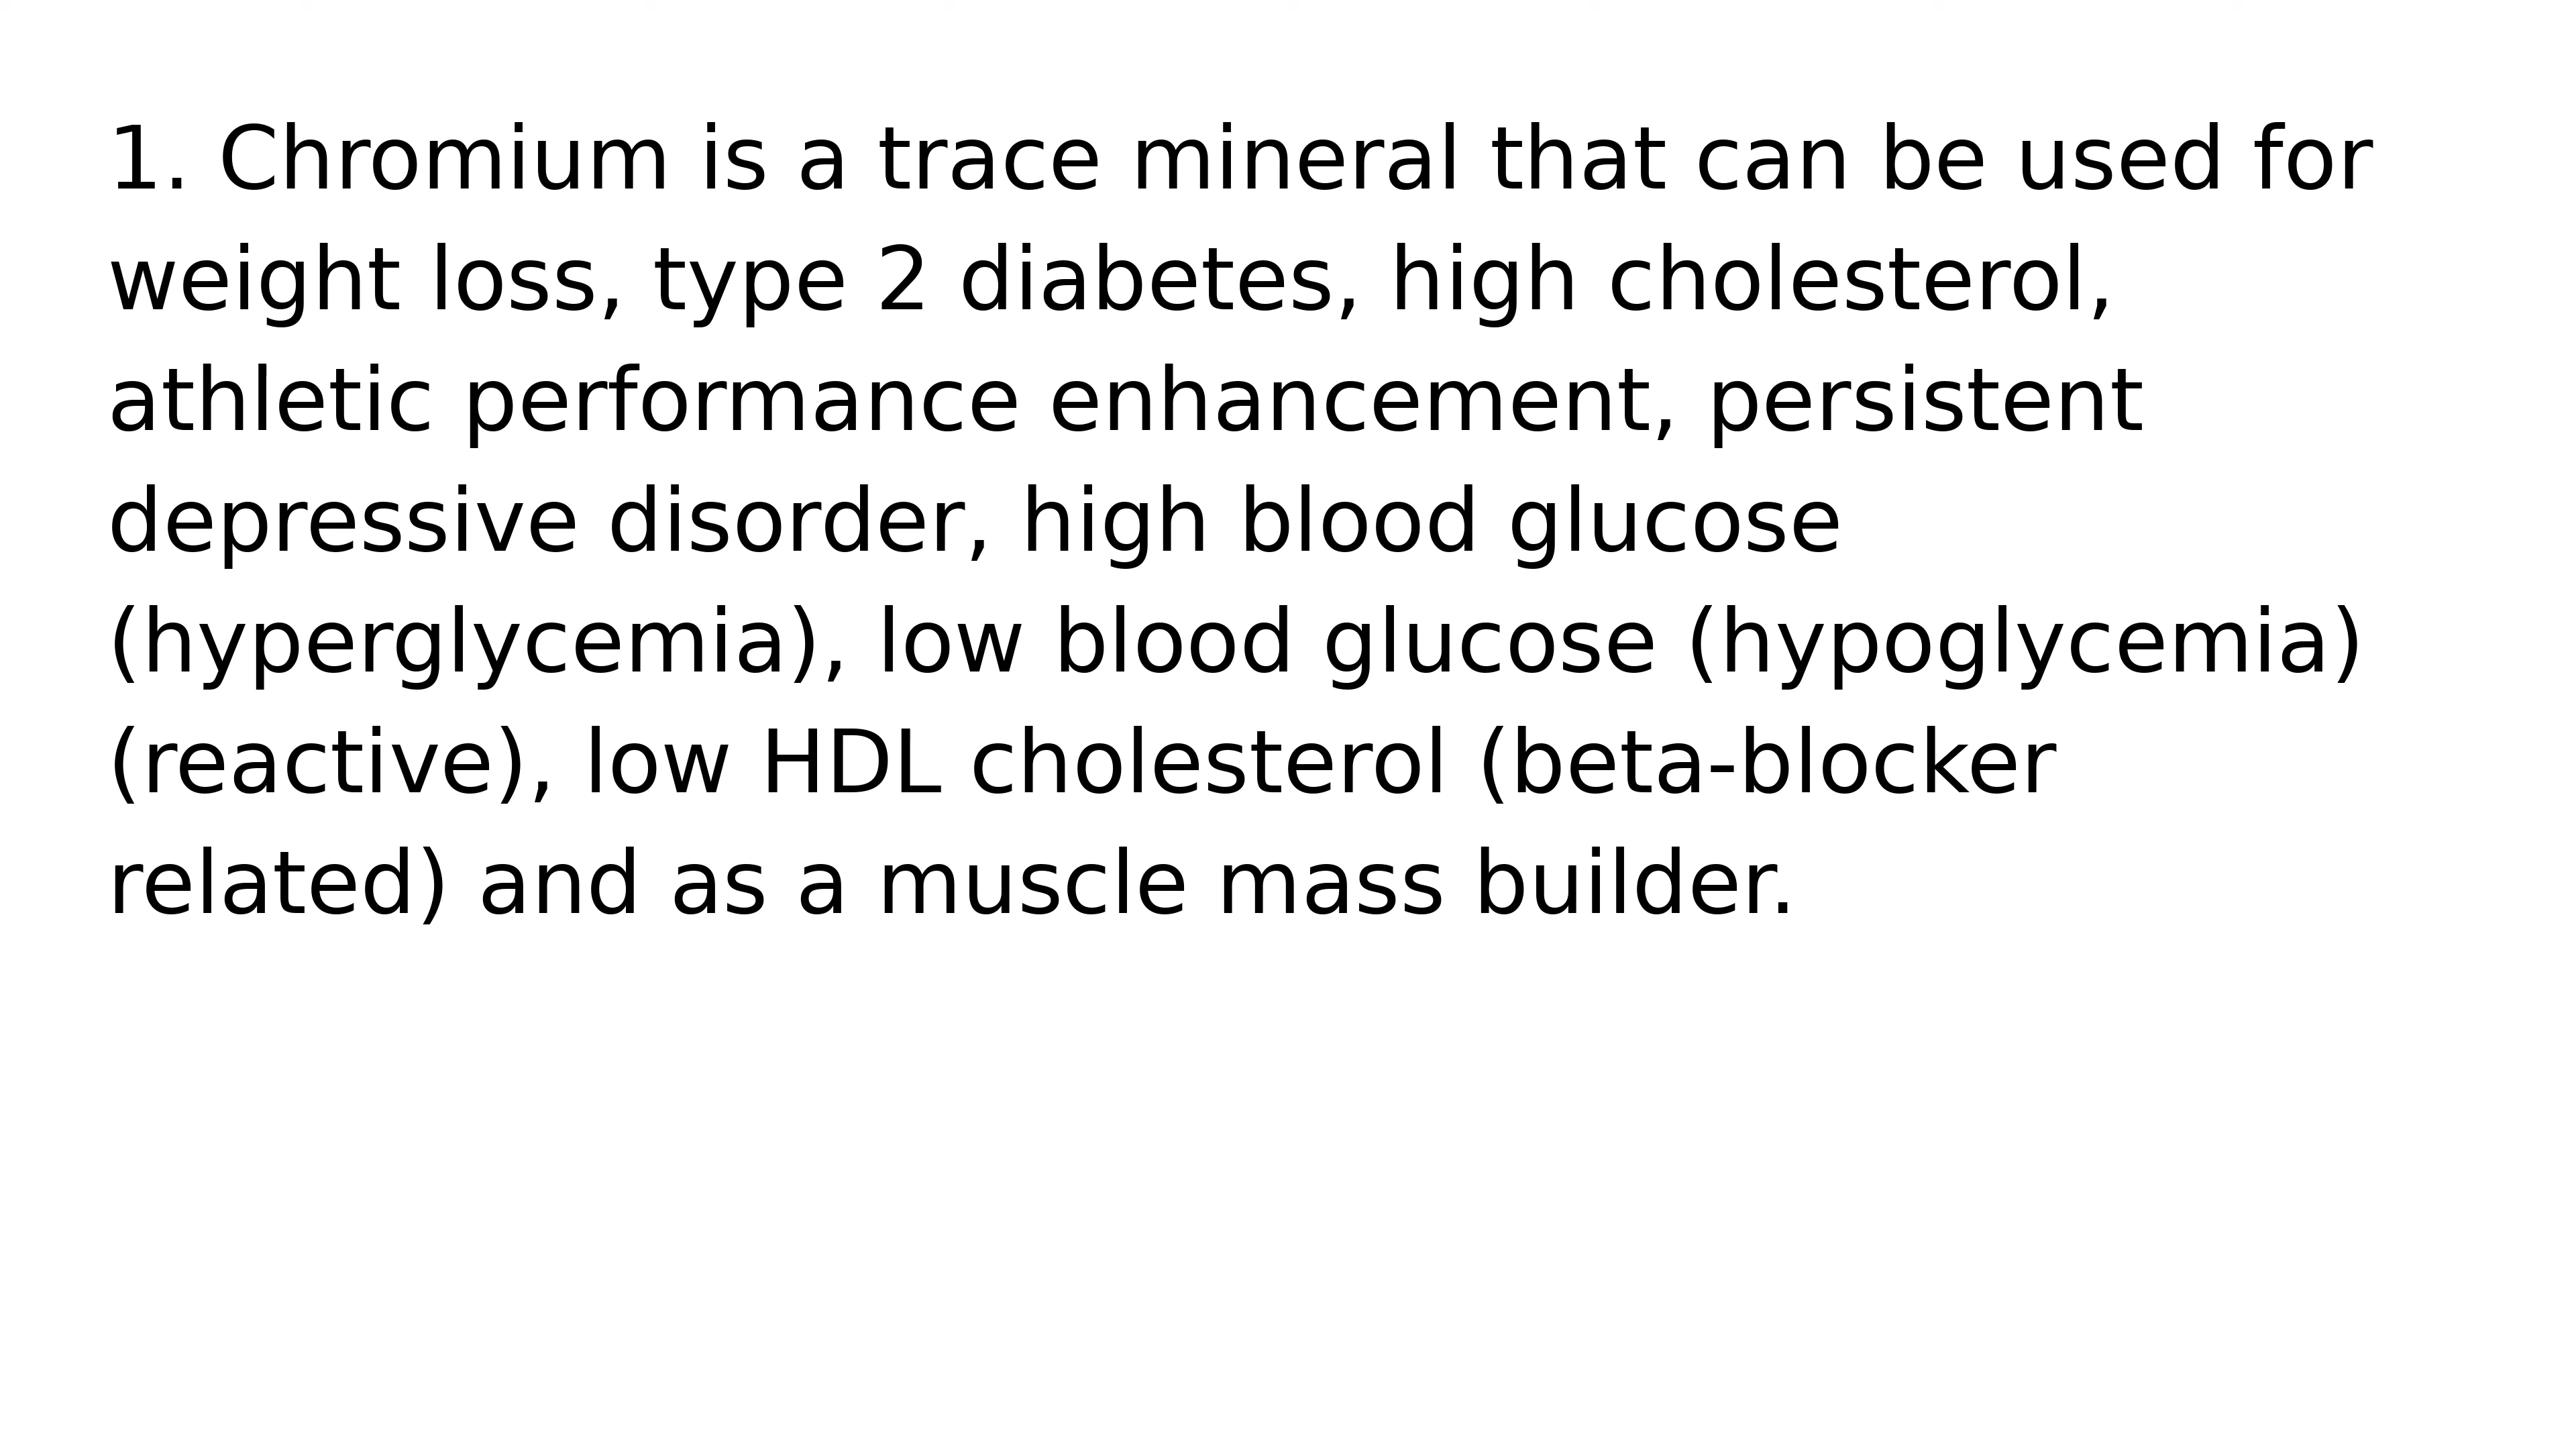 1. Chromium is a trace mineral that can be used for
weight loss, type 2 diabetes, high cholesterol,
athletic performance enhancement, persistent
depressive disorder, high blood glucose
(hyperglycemia), low blood glucose (hypoglycemia)
(reactive), low HDL cholesterol (beta-blocker
related) and as a muscle mass builder.